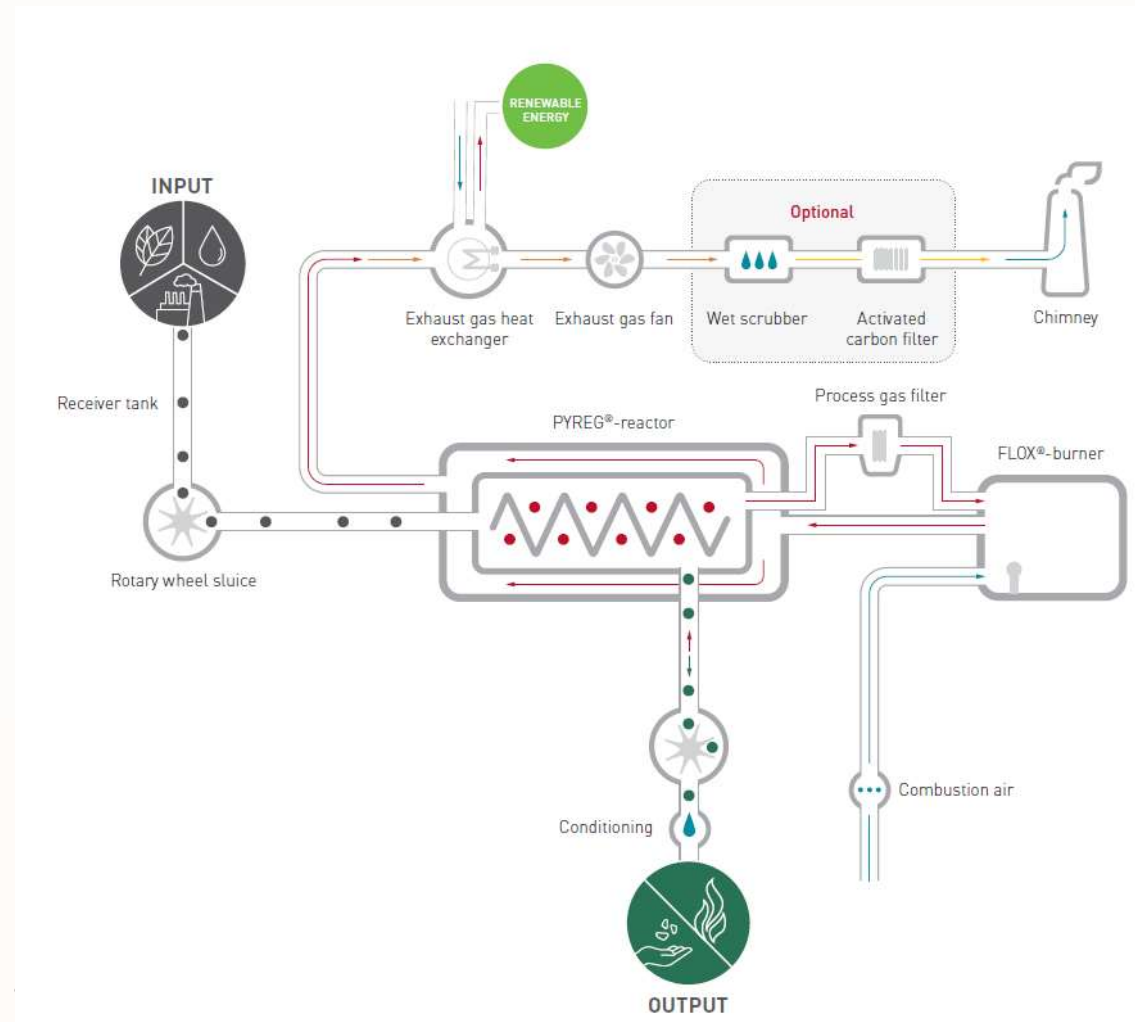 RENEWABLE
ENERGY
INPUT
Optional
Exhaust gas heat
exchanger
Exhaust gas fan
Wet scrubber
Activated
carbon filter
Chimney
Receiver tank
Process gas filter
PYREG®-reactor
FLOX®-burner
Rotary wheel sluice
Combustion air
Conditioning
OUTPUT